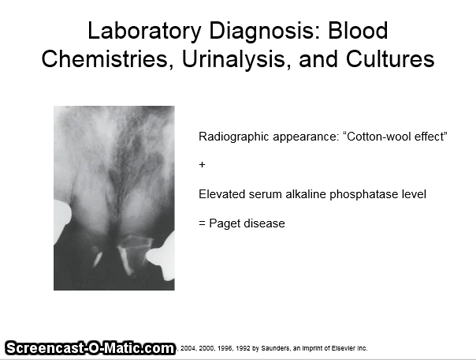 Laboratory Diagnosis: Blood
Chemistries, Urinalysis, and Cultures
Radiographic appearance: “Cotton-wool effect”
+
Elevated serum alkaline phosphatase level
= Paget disease
Screencast-O-Matic.com , 2004, 2000, 1996, 1992 by Saunders, an imprint of Elsevier Inc.